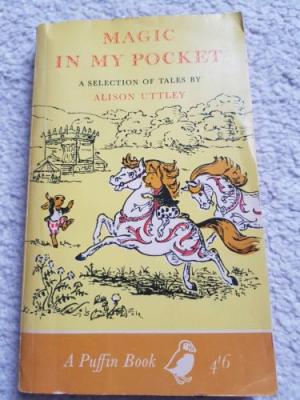 MAGIC
IN MY POCKET
A SELECTION OF TALES BY
ALISON UTTLEY
A Puffin Book 4'6